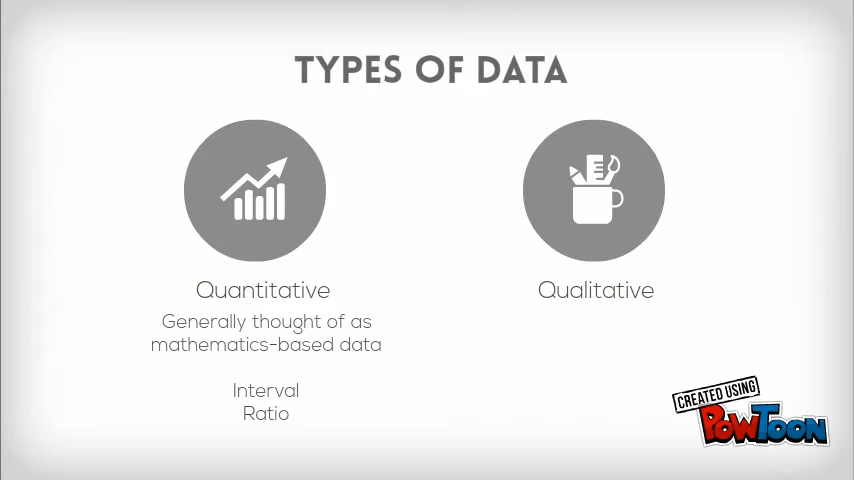 TYPES OF DATA
Quantitative
Generally thought of as
mathematics-based data
Interval
Ratio
Qualitative
CREATED USING
POWTOON